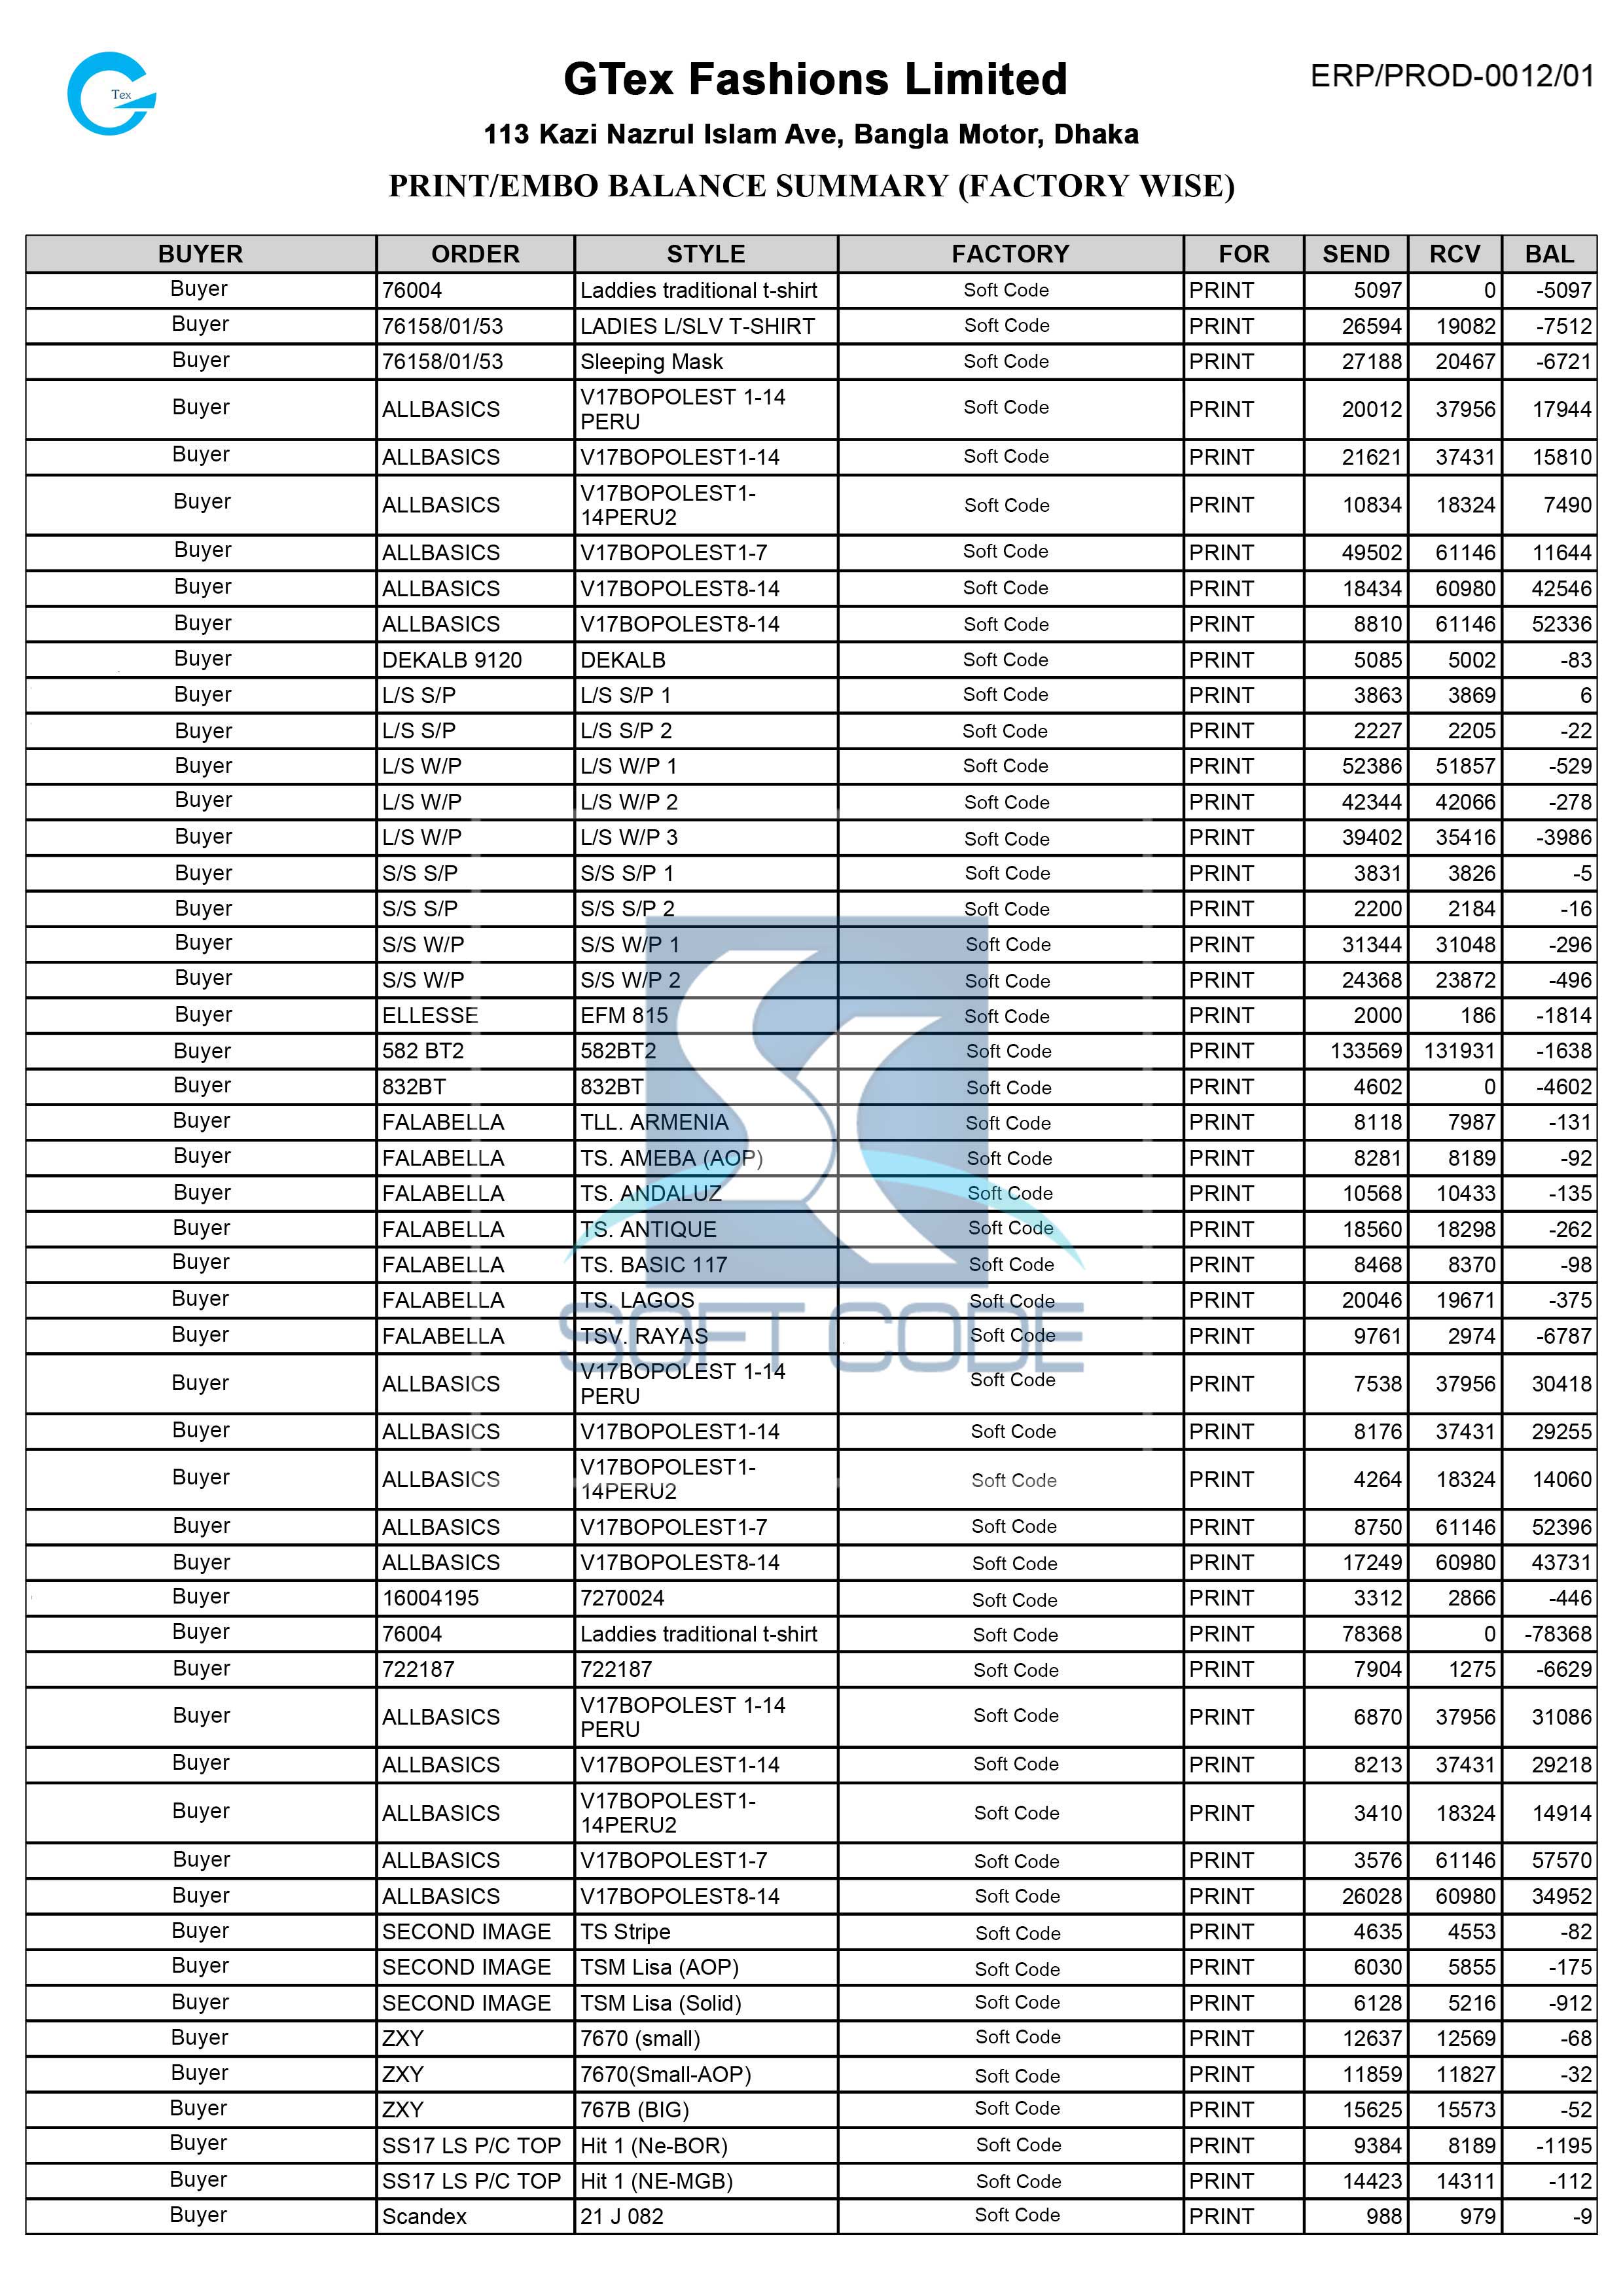 Tex
GTex Fashions Limited
ERP/PROD-0012/01
113 Kazi Nazrul Islam Ave, Bangla Motor, Dhaka
PRINT/EMBO BALANCE SUMMARY (FACTORY WISE)
BUYER ORDER STYLE FACTORY FOR SEND RCV BAL
Buyer 76004 Laddies traditional t-shirt Soft Code PRINT 5097 0 -5097
Buyer 76158/01/53 LADIES L/SLV T-SHIRT Soft Code PRINT 26594 19082 -7512
Buyer 76158/01/53 Sleeping Mask Soft Code PRINT 27188 20467 -6721
Buyer ALLBASICS V17BOPOLEST 1-14
PERU Soft Code PRINT 20012 37956 17944
Buyer ALLBASICS V17BOPOLEST1-14 Soft Code PRINT 21621 37431 15810
Buyer ALLBASICS V17BOPOLEST1-
14PERU2 Soft Code PRINT 10834 18324 7490
Buyer ALLBASICS V17BOPOLEST1-7 Soft Code PRINT 49502 61146 11644
Buyer ALLBASICS V17BOPOLEST8-14 Soft Code PRINT 18434 60980 42546
Buyer ALLBASICS V17BOPOLEST8-14 Soft Code PRINT 8810 61146 52336
Buyer DEKALB 9120 DEKALB Soft Code PRINT 5085 5002 -83
Buyer L/S S/P L/S S/P 1 Soft Code PRINT 3863 3869 6
Buyer L/S S/P L/S S/P 2 Soft Code PRINT 2227 2205 -22
Buyer L/S W/P L/S W/P 1 Soft Code PRINT 52386 51857 -529
Buyer L/S W/P L/S W/P 2 Soft Code PRINT 42344 42066 -278
Buyer L/S W/P L/S W/P 3 Soft Code PRINT 39402 35416 -3986
Buyer S/S S/P S/S S/P 1 Soft Code PRINT 3831 3826 -5
Buyer S/S S/P S/S S/P 2 Soft Code PRINT 2200 2184 -16
Buyer S/S W/P S/S W/P 1 Soft Code PRINT 31344 31048 -296
Buyer S/S W/P S/S W/P 2 Soft Code PRINT 24368 23872 -496
Buyer ELLESSE EFM 815 Soft Code PRINT 2000 186 -1814
Buyer 582 BT2 582BT2 Soft Code PRINT 133569 131931 -1638
Buyer 832BT 832BT Soft Code PRINT 4602 0 -4602
Buyer FALABELLA TLL. ARMENIA Soft Code PRINT 8118 7987 -131
Buyer FALABELLA TS. AMEBA (AOP) Soft Code PRINT 8281 8189 -92
Buyer FALABELLA TS. ANDALUZ Soft Code PRINT 10568 10433 -135
Buyer FALABELLA TS. ANTIQUE Soft Code PRINT 18560 18298 -262
Buyer FALABELLA TS. BASIC 117 Soft Code PRINT 8468 8370 -98
Buyer FALABELLA TS. LAGOS Soft Code PRINT 20046 19671 -375
Buyer FALABELLA TSV. RAYAS Soft Code PRINT 9761 2974 -6787
SOFT CODE
Buyer ALLBASICS V17BOPOLEST 1-14
PERU Soft Code PRINT 7538 37956 30418
Buyer ALLBASICS V17BOPOLEST1-14 Soft Code PRINT 8176 37431 29255
Buyer ALLBASICS V17BOPOLEST1-
14PERU2 Soft Code PRINT 4264 18324 14060
Buyer ALLBASICS V17BOPOLEST1-7 Soft Code PRINT 8750 61146 52396
Buyer ALLBASICS V17BOPOLEST8-14 Soft Code PRINT 17249 60980 43731
Buyer 16004195 7270024 Soft Code PRINT 3312 2866 -446
Buyer 76004 Laddies traditional t-shirt Soft Code PRINT 78368 0 -78368
Buyer 722187 722187 Soft Code PRINT 7904 1275 -6629
Buyer ALLBASICS V17BOPOLEST 1-14
PERU Soft Code PRINT 6870 37956 31086
Buyer ALLBASICS V17BOPOLEST1-14 Soft Code PRINT 8213 37431 29218
Buyer ALLBASICS V17BOPOLEST1-
14PERU2 Soft Code PRINT 3410 18324 14914
Buyer ALLBASICS V17BOPOLEST1-7 Soft Code PRINT 3576 61146 57570
Buyer ALLBASICS V17BOPOLEST8-14 Soft Code PRINT 26028 60980 34952
Buyer SECOND IMAGE TS Stripe Soft Code PRINT 4635 4553 -82
Buyer SECOND IMAGE TSM Lisa (AOP) Soft Code PRINT 6030 5855 -175
Buyer SECOND IMAGE TSM Lisa (Solid) Soft Code PRINT 6128 5216 -912
Buyer ZXY 7670 (small) Soft Code PRINT 12637 12569 -68
Buyer ZXY 7670(Small-AOP) Soft Code PRINT 11859 11827 -32
Buyer ZXY 767B (BIG) Soft Code PRINT 15625 15573 -52
Buyer SS17 LS P/C TOP Hit 1 (Ne-BOR) Soft Code PRINT 9384 8189 -1195
Buyer SS17 LS P/C TOP Hit 1 (NE-MGB) Soft Code PRINT 14423 14311 -112
Buyer Scandex 21 J 082 Soft Code PRINT 988 979 -9